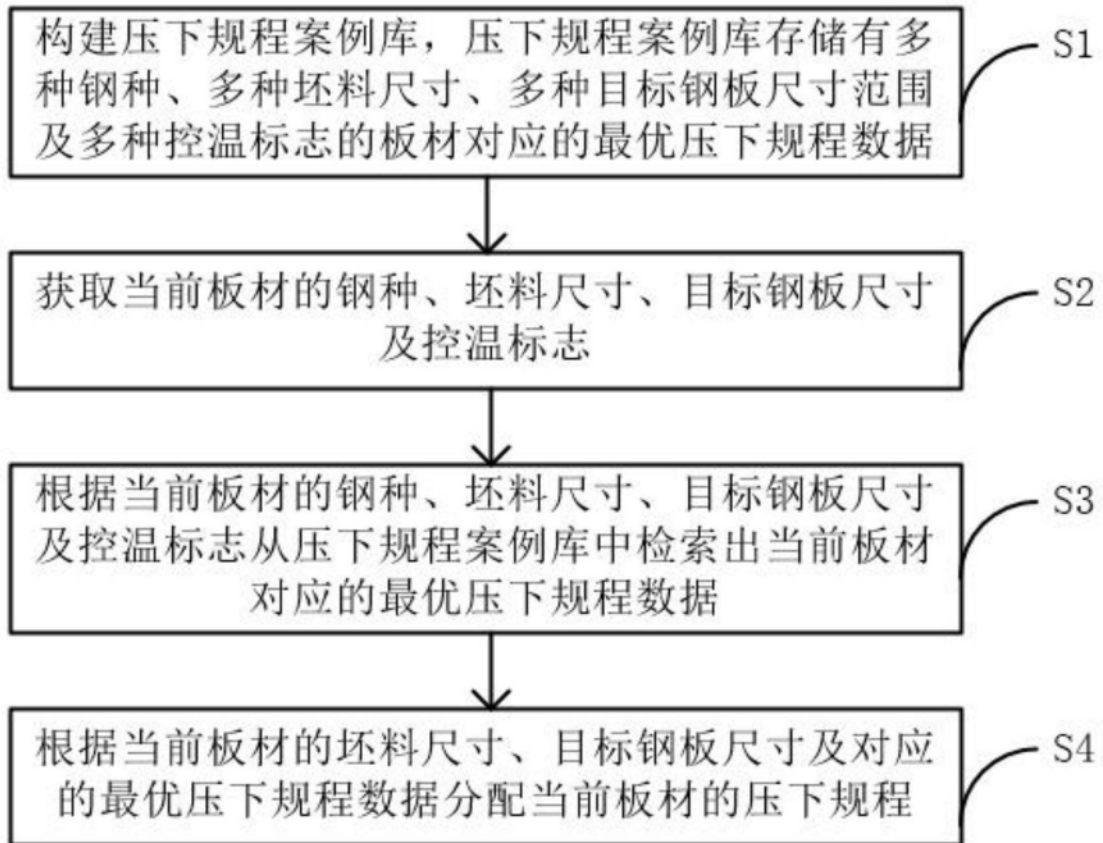 构建压下规程案例库，压下规程案例库存储有多
种钢种、多种坯料尺寸、多种目标钢板尺寸范围
及多种控温标志的板材对应的最优压下规程数据
S1
获取当前板材的钢种、坯料尺寸、目标钢板尺寸
及控温标志
S2
根据当前板材的钢种、坯料尺寸、目标钢板尺寸
及控温标志从压下规程案例库中检索出当前板材
对应的最优压下规程数据
S3
根据当前板材的坯料尺寸、目标钢板尺寸及对应
的最优压下规程数据分配当前板材的压下规程
S4